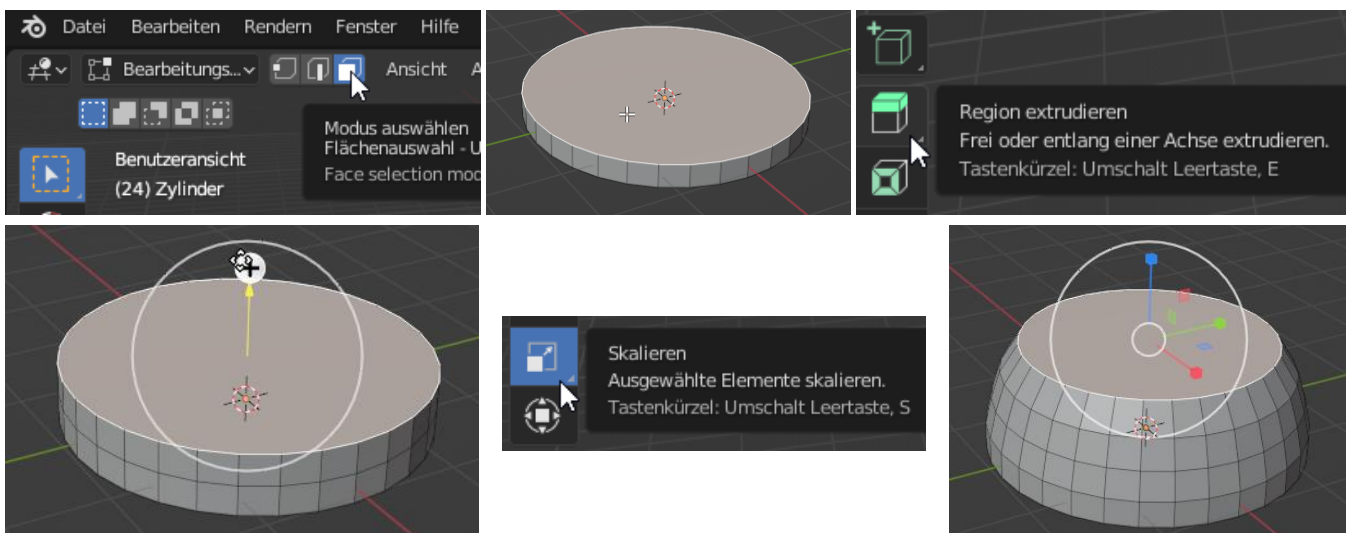 Datei Bearbeiten Rendern Fenster Hilfe
Bearbeitungs... Ansicht
Modus auswählen
Flächenauswahl - U
Face selection mod
Benutzeransicht
(24) Zylinder
Region extrudieren
Frei oder entlang einer Achse extrudieren.
Tastenkürzel: Umschalt Leertaste, E
Skalieren
Ausgewählte Elemente skalieren.
Tastenkürzel: Umschalt Leertaste, S